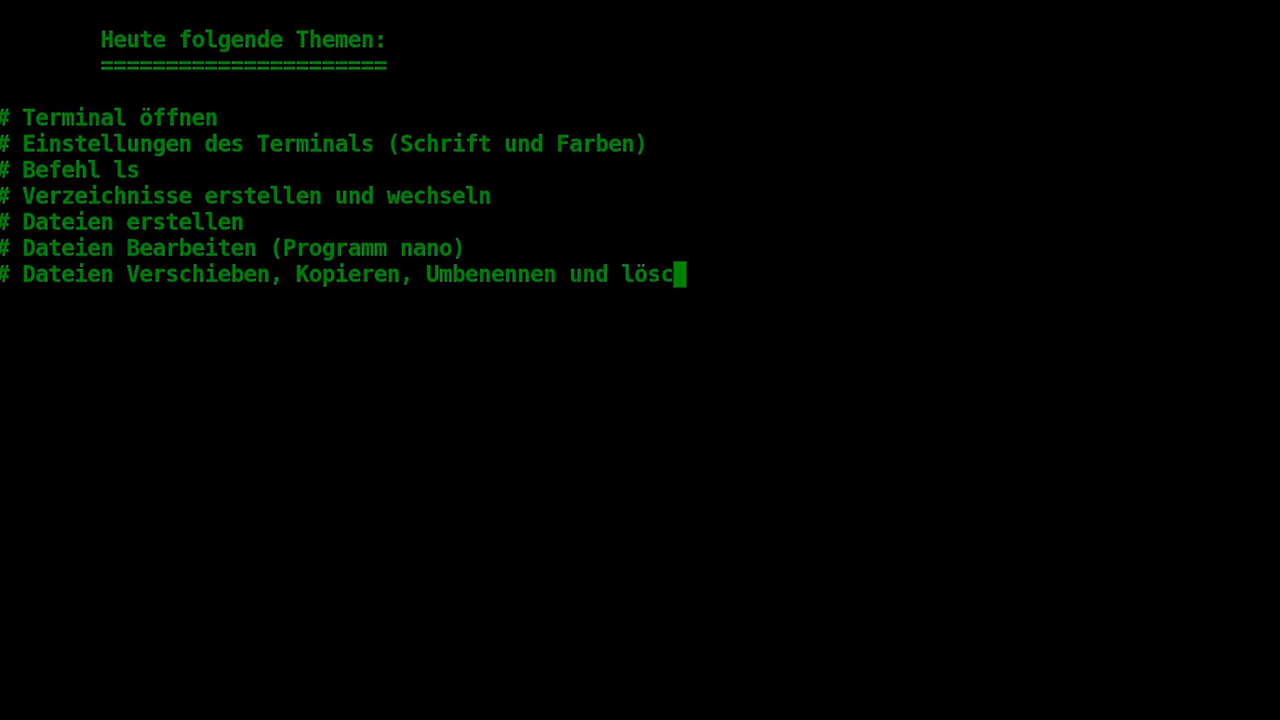 Heute folgende Themen:
======================
# Terminal öffnen
# Einstellungen des Terminals (Schrift und Farben)
# Befehl ls
# Verzeichnisse erstellen und wechseln
# Dateien erstellen
# Dateien Bearbeiten (Programm nano)
# Dateien Verschieben, Kopieren, Umbenennen und lösc